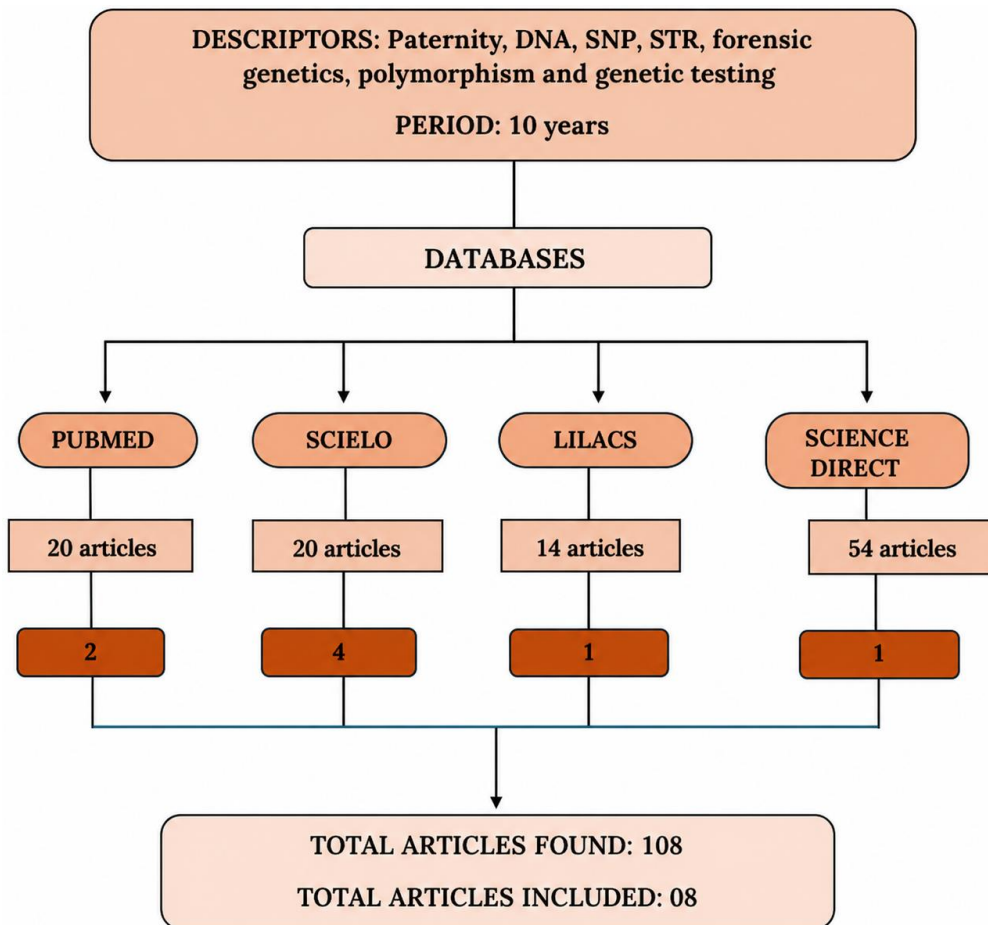 DESCRIPTORS: Paternity, DNA, SNP, STR, forensic
genetics, polymorphism and genetic testing
PERIOD: 10 years
DATABASES
PUBMED
SCIELO
LILACS
SCIENCE
DIRECT
20 articles
20 articles
14 articles
54 articles
2
4
1
1
TOTAL ARTICLES FOUND: 108
TOTAL ARTICLES INCLUDED: 08